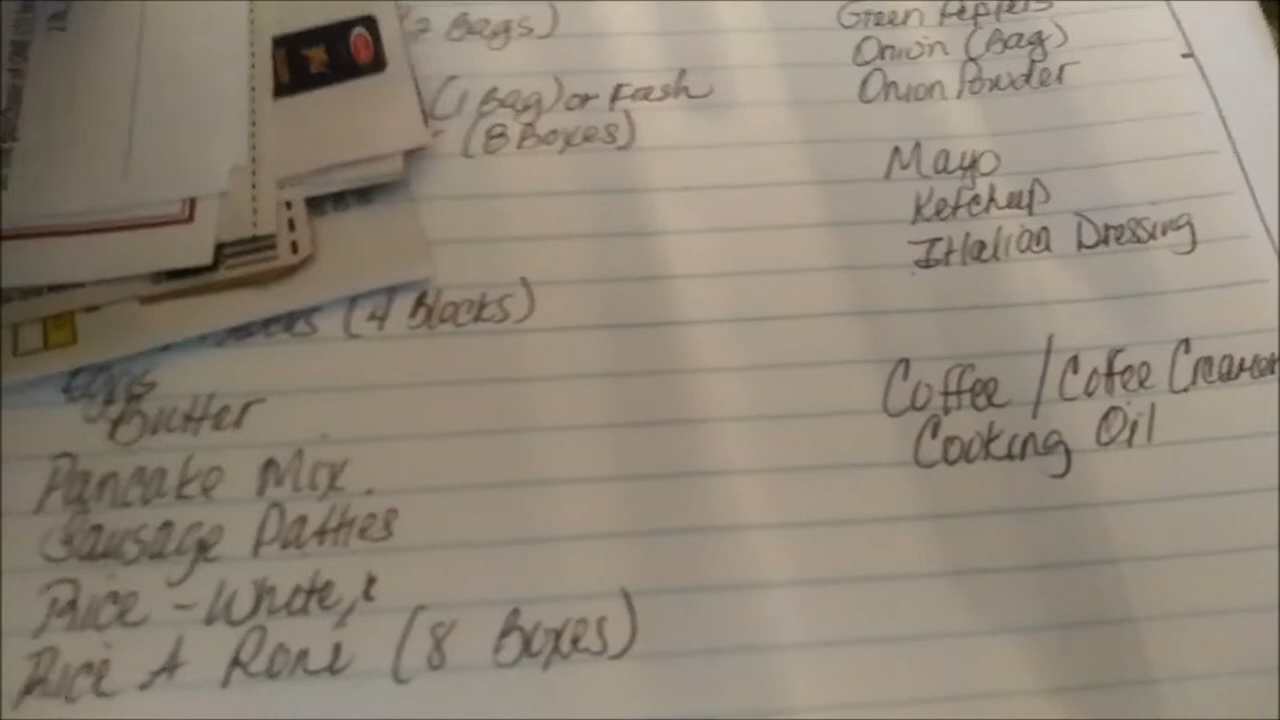 (2 Bags)
(1 Bag) or Fresh
(8 Boxes)
(4 Blocks)
Eggs
Butter
Pancake Mix.
Sausage Patties
Rice - White,
Rice A Roni (8 Boxes)
Green Peppers
Onion (Bag)
Onion Powder
Mayo
Ketchup
Italian Dressing
Coffee / Cofee Creamer
Cooking Oil